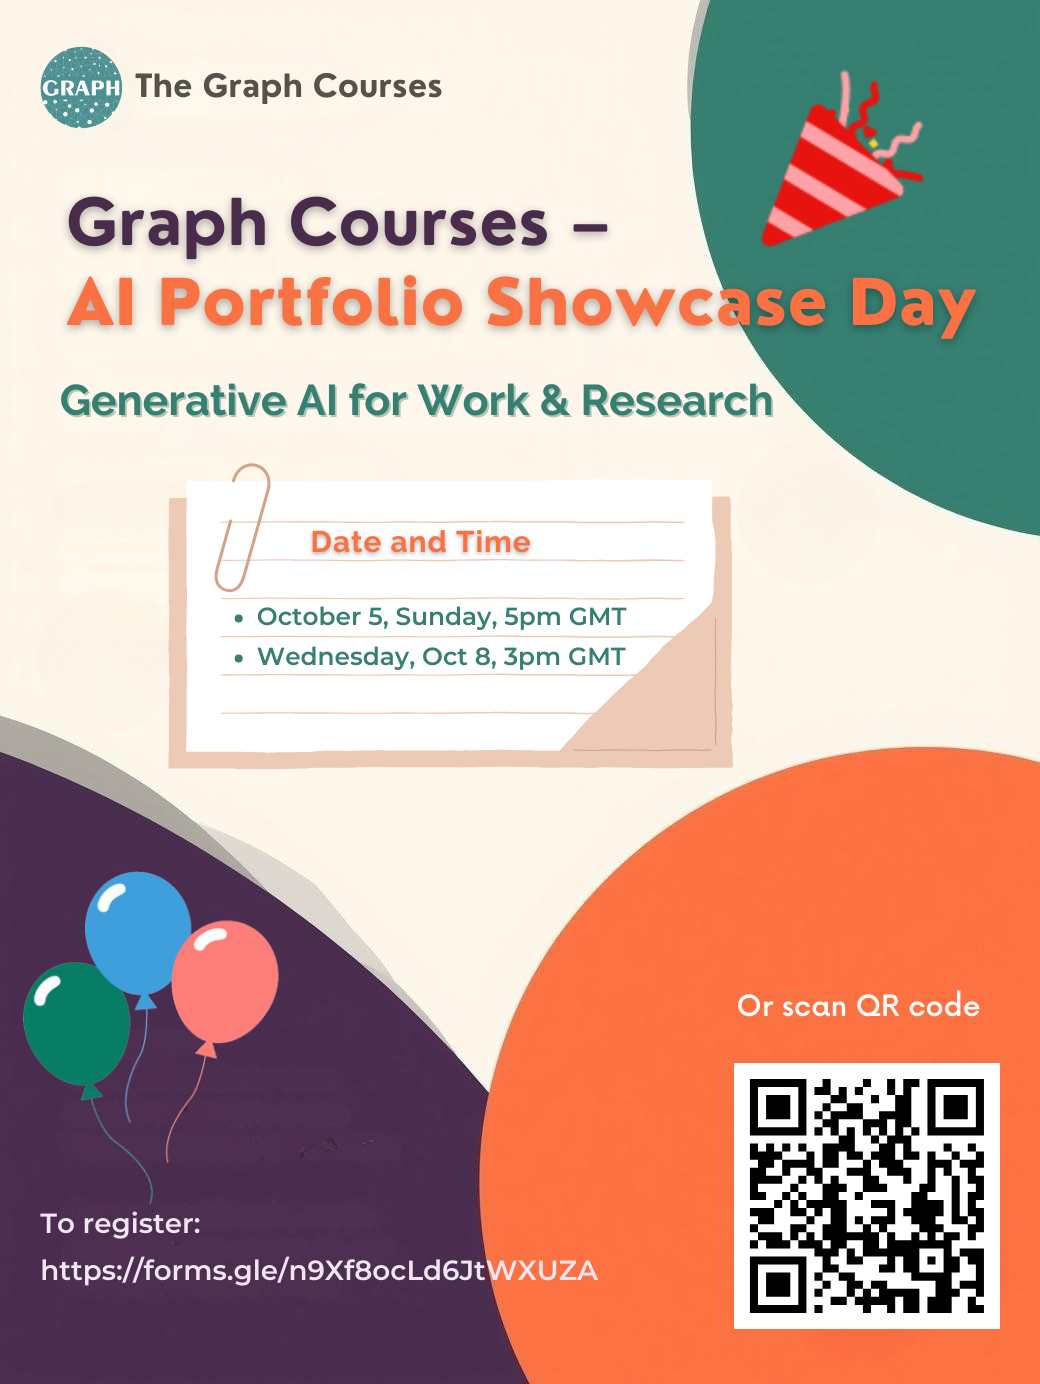 GRAPH
The Graph Courses
Graph Courses –
AI Portfolio Showcase Day
Generative AI for Work & Research
Date and Time
• October 5, Sunday, 5pm GMT
• Wednesday, Oct 8, 3pm GMT
Or scan QR code
To register:
https://forms.gle/n9Xf8ocLd6JtWXUZA